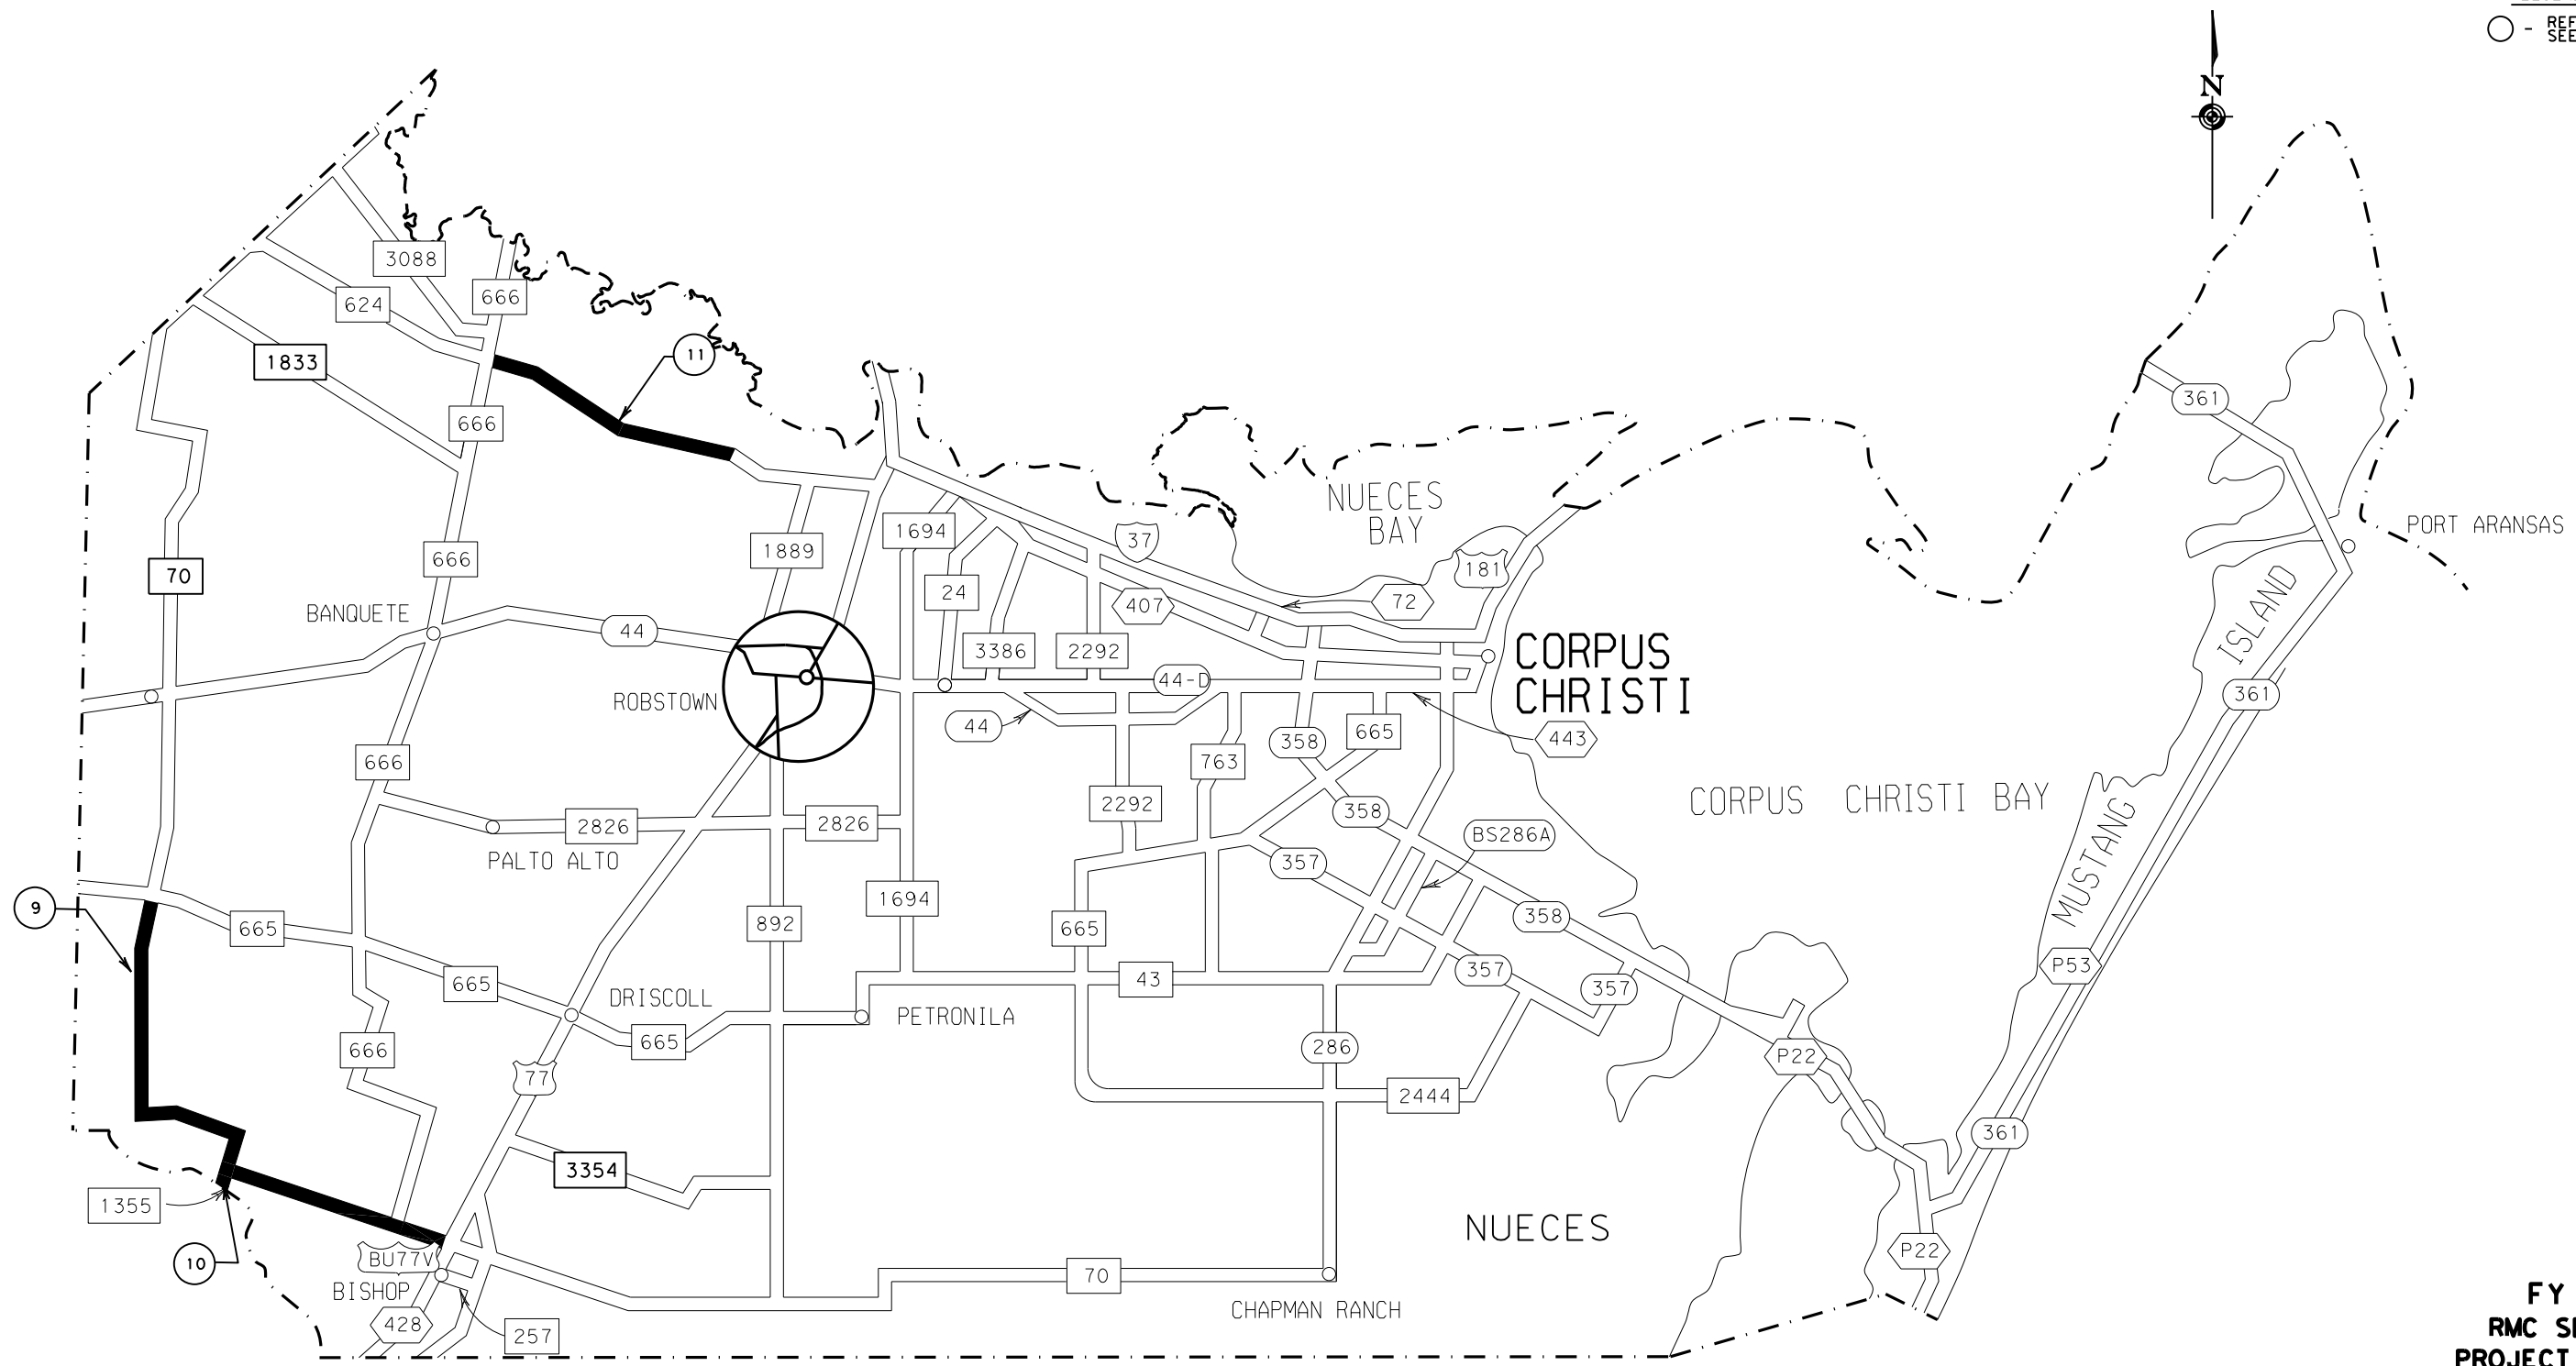 REF
SEE
N
3088
624
666
1833
11
666
361
PORT ARANSAS
NUECES
BAY
1694
37
181
1889
666
70
24
407
72
BANQUETE
44
3386
2292
CORPUS
CHRISTI
ISLAND
44-D
361
ROBSTOWN
44
358
665
443
666
763
CORPUS CHRISTI BAY
2292
358
MUSTANG
2826
2826
BS286A
PALTO ALTO
357
9
665
892
1694
665
358
P53
665
43
357
357
DRISCOLL
PETRONILA
666
665
286
P22
77
2444
361
3354
1355
NUECES
10
BU77V
70
P22
BISHOP
CHAPMAN RANCH
428
257
FY
RMC
PROJECT